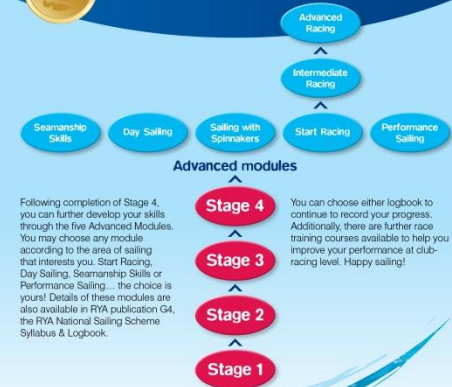 Advanced
Racing
Intermediate
Racing
Seamanship
Skills
Day Sailing
Sailing with
Spinnakers
Start Racing
Performance
Sailing
Advanced modules
Following completion of Stage 4,
you can further develop your skills
through the five Advanced Modules.
You may choose any module
according to the area of sailing
that interests you. Start Racing,
Day Sailing, Seamanship Skills or
Performance Sailing… the choice is
yours! Details of these modules are
also available in RYA publication G4,
the RYA National Sailing Scheme
Syllabus & Logbook.
Stage 4
Stage 3
Stage 2
Stage 1
You can choose either logbook to
continue to record your progress.
Additionally, there are further race
training courses available to help you
improve your performance at club-
racing level. Happy sailing!